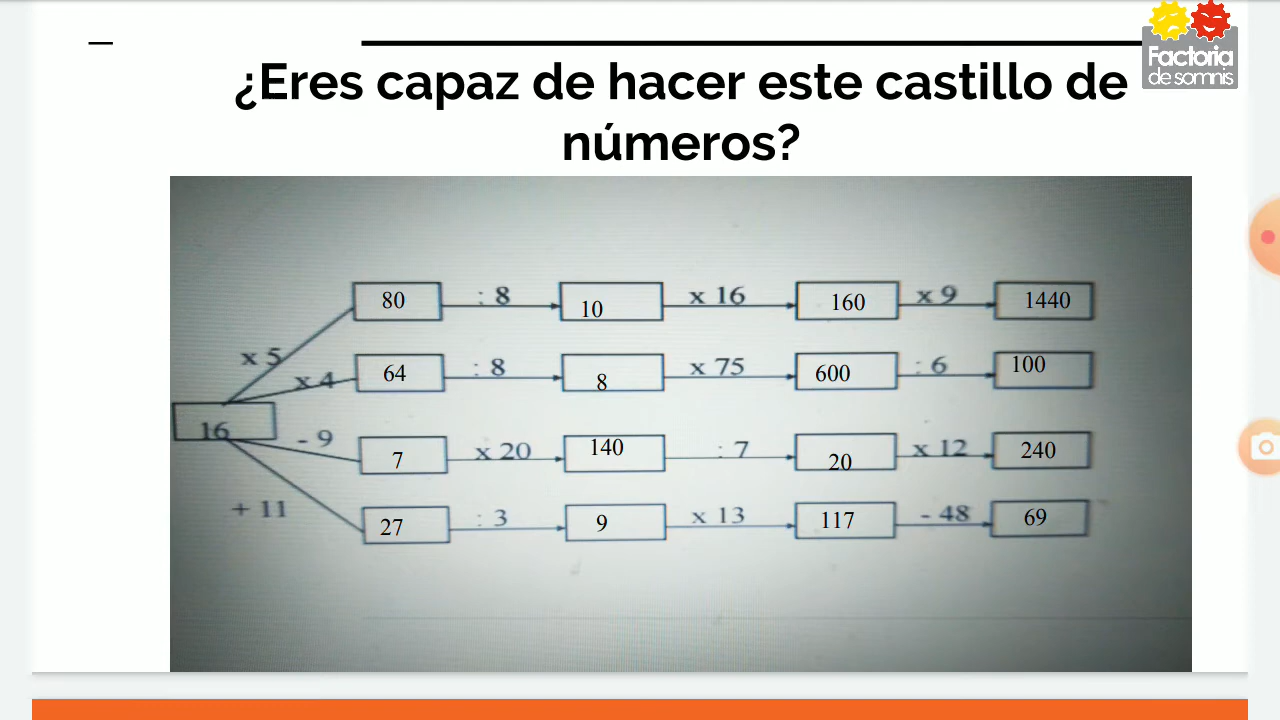 Factoria
de somnis
¿Eres capaz de hacer este castillo de
números?
80 : 8 10 x 16 160 x 9 1440
x 5
64 : 8 8 x 75 600 : 6 100
x 4
16
- 9
7 x 20 140 : 7 20 x 12 240
+ 11
27 : 3 9 x 13 117 - 48 69